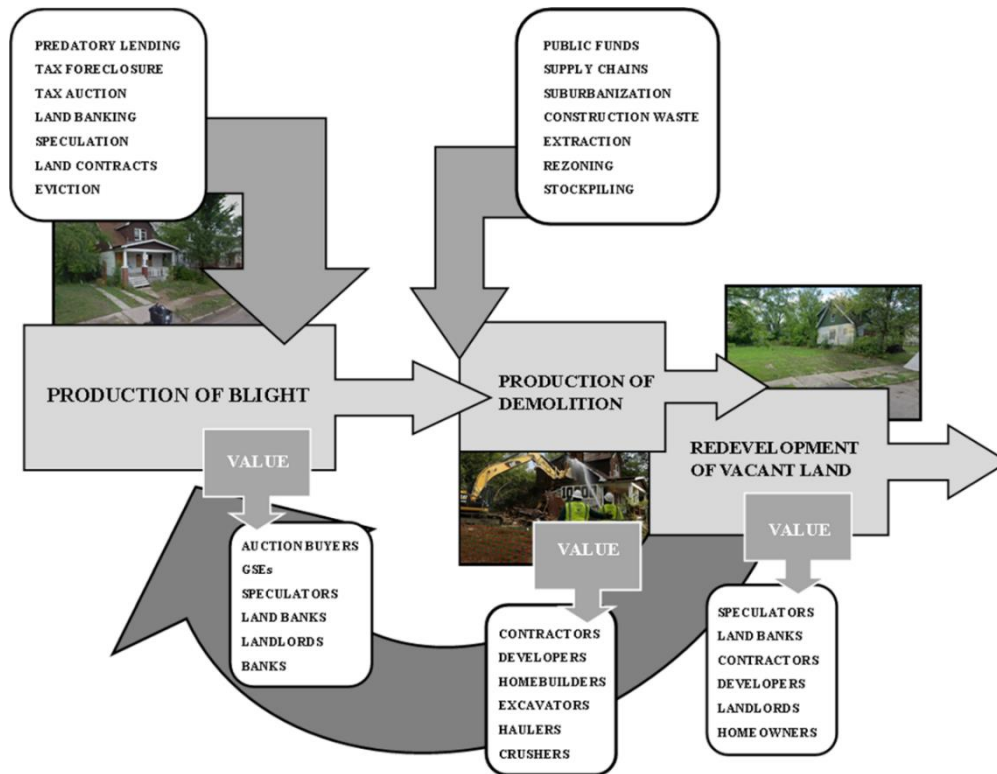 PREDATORY LENDING
TAX FORECLOSURE
TAX AUCTION
LAND BANKING
SPECULATION
LAND CONTRACTS
EVICTION
PUBLIC FUNDS
SUPPLY CHAINS
SUBURBANIZATION
CONSTRUCTION WASTE
EXTRACTION
REZONING
STOCKPILING
PRODUCTION OF BLIGHT
PRODUCTION OF
DEMOLITION
REDEVELOPMENT
OF VACANT LAND
VALUE
AUCTION BUYERS
GSEs
SPECULATORS
LAND BANKS
LANDLORDS
BANKS
VALUE
CONTRACTORS
DEVELOPERS
HOMEBUILDERS
EXCAVATORS
HAULERS
CRUSHERS
VALUE
SPECULATORS
LAND BANKS
CONTRACTORS
DEVELOPERS
LANDLORDS
HOMEOWNERS